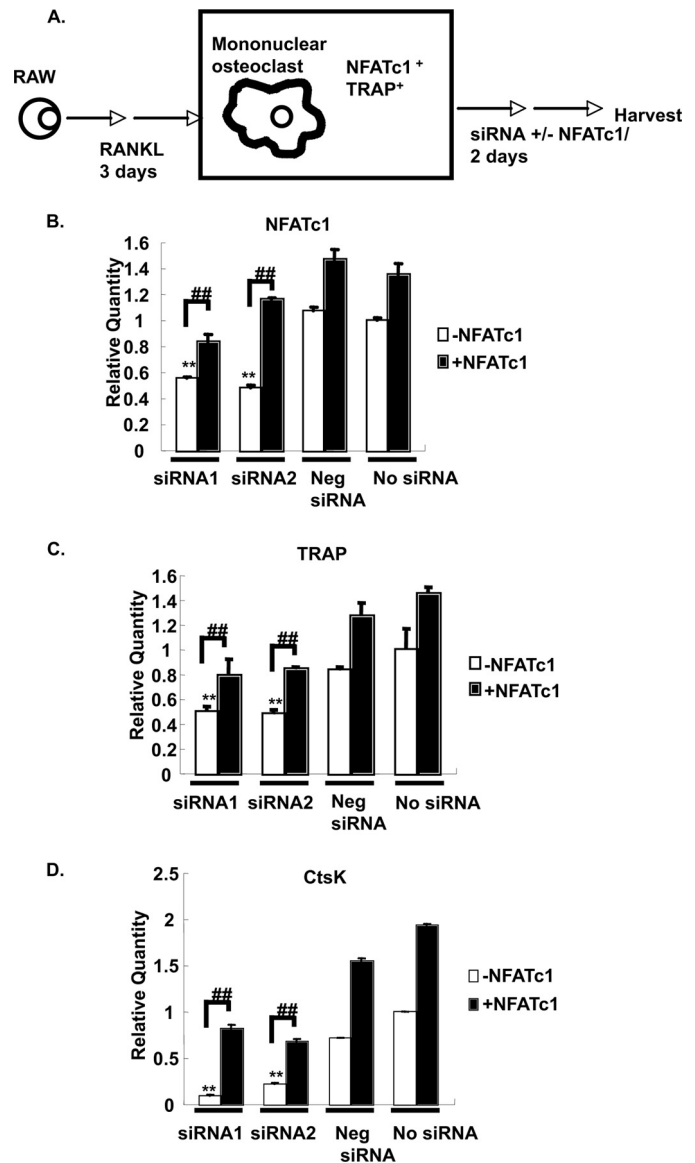 A.
RAW
RANKL
3 days
Mononuclear
osteoclast
NFATc1 +
TRAP+
siRNA +/- NFATc1/
2 days
Harvest
B.
NFATc1
Relative Quantity
1.6
1.4
1.2
1
0.8
0.6
0.4
0.2
0
**
##
**
##
-NFATc1
+NFATc1
siRNA1
siRNA2
Neg
siRNA
No siRNA
C.
TRAP
Relative Quantity
1.6
1.4
1.2
1
0.8
0.6
0.4
0.2
0
**
##
**
##
-NFATc1
+NFATc1
siRNA1
siRNA2
Neg
siRNA
No siRNA
D.
CtsK
Relative Quantity
2.5
2
1.5
1
0.5
0
**
##
**
##
-NFATc1
+NFATc1
siRNA1
siRNA2
Neg
siRNA
No siRNA